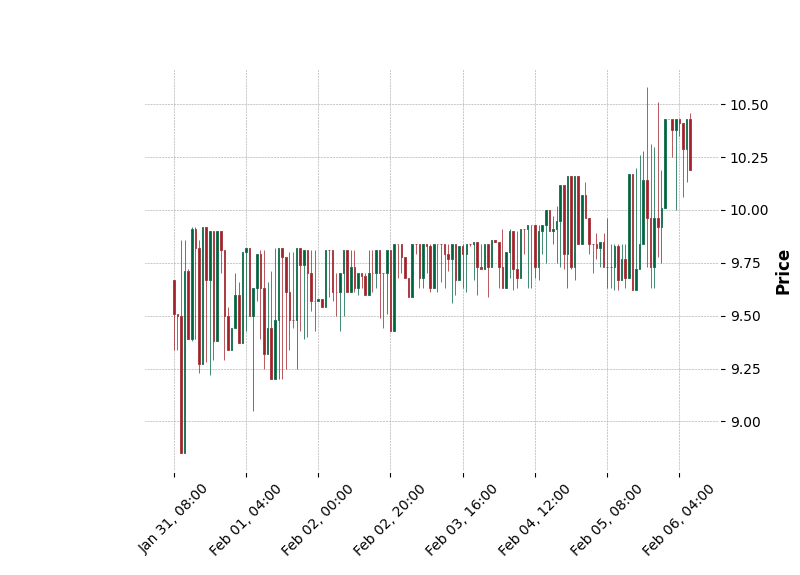 10.50
10.25
10.00
9.75
9.50
9.25
9.00
Price
Jan 31, 08:00
Feb 01, 04:00
Feb 02, 00:00
Feb 02, 20:00
Feb 03, 16:00
Feb 04, 12:00
Feb 05, 08:00
Feb 06, 04:00